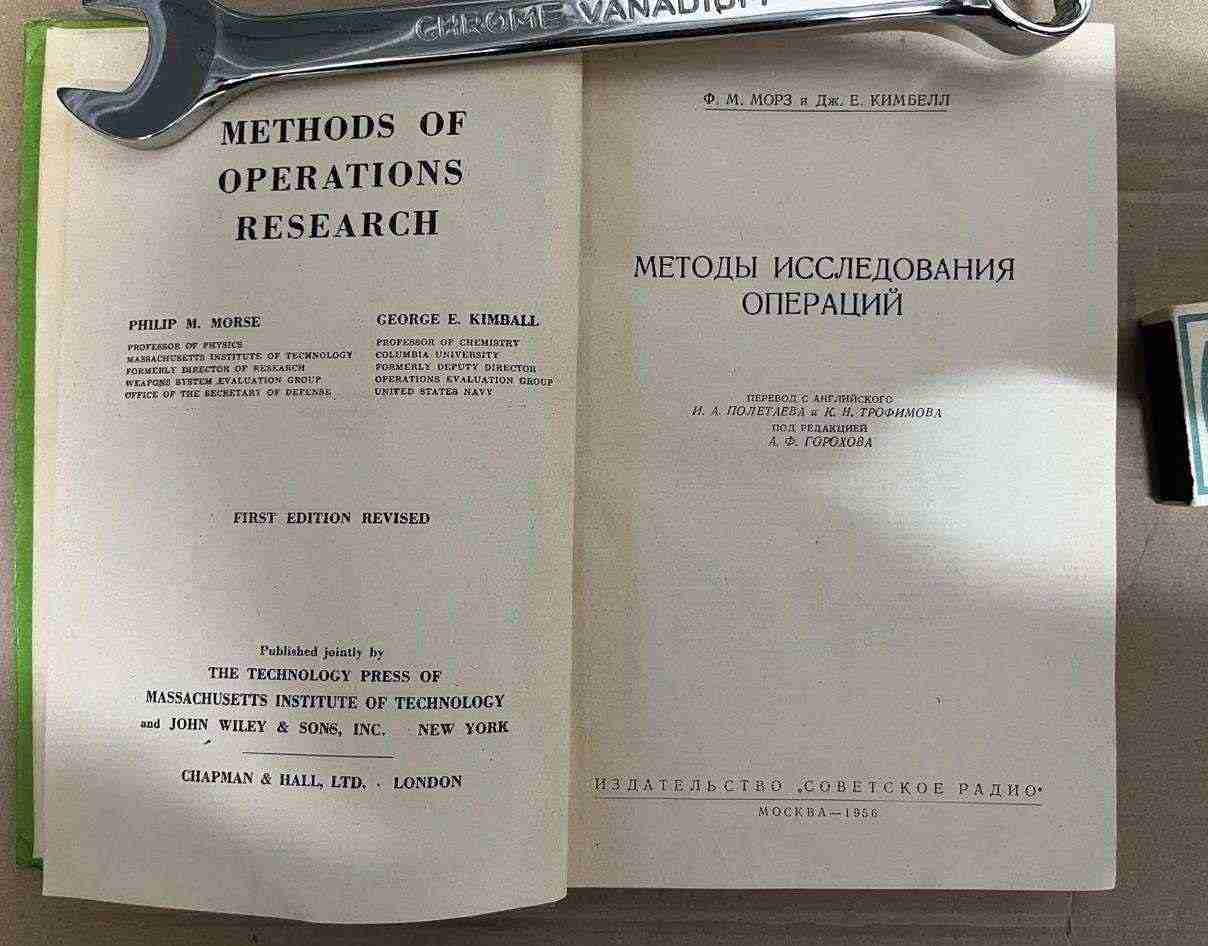 CHROME VANADIUM
METHODS OF
OPERATIONS
RESEARCH
PHILIP M. MORSE
PROFESSOR OF PHYSICS
MASSACHUSETTS INSTITUTE OF TECHNOLOGY
FORMERLY DIRECTOR OF RESEARCH
WEAPONS SYSTEM EVALUATION GROUP
OFFICE OF THE SECRETARY OF DEFENSE
GEORGE E. KIMBALL
PROFESSOR OF CHEMISTRY
COLUMBIA UNIVERSITY
FORMERLY DEPUTY DIRECTOR
OPERATIONS EVALUATION GROUP
UNITED STATES NAVY
FIRST EDITION REVISED
Published jointly by
THE TECHNOLOGY PRESS OF
MASSACHUSETTS INSTITUTE OF TECHNOLOGY
and JOHN WILEY & SONS, INC. NEW YORK
CHAPMAN & HALL, LTD. · LONDON
Ф. М. МОРЗ и Дж. Е. КИМБЕЛЛ
МЕТОДЫ ИССЛЕДОВАНИЯ
ОПЕРАЦИЙ
ПЕРЕВОД С АНГЛИЙСКОГО
И. А. ПОЛЕТАЕВА и К. Н. ТРОФИМОВА
ПОД РЕДАКЦИЕЙ
А. Ф. ГОРОХОВА
ИЗДАТЕЛЬСТВО „СОВЕТСКОЕ РАДИО“
МОСКВА—1956